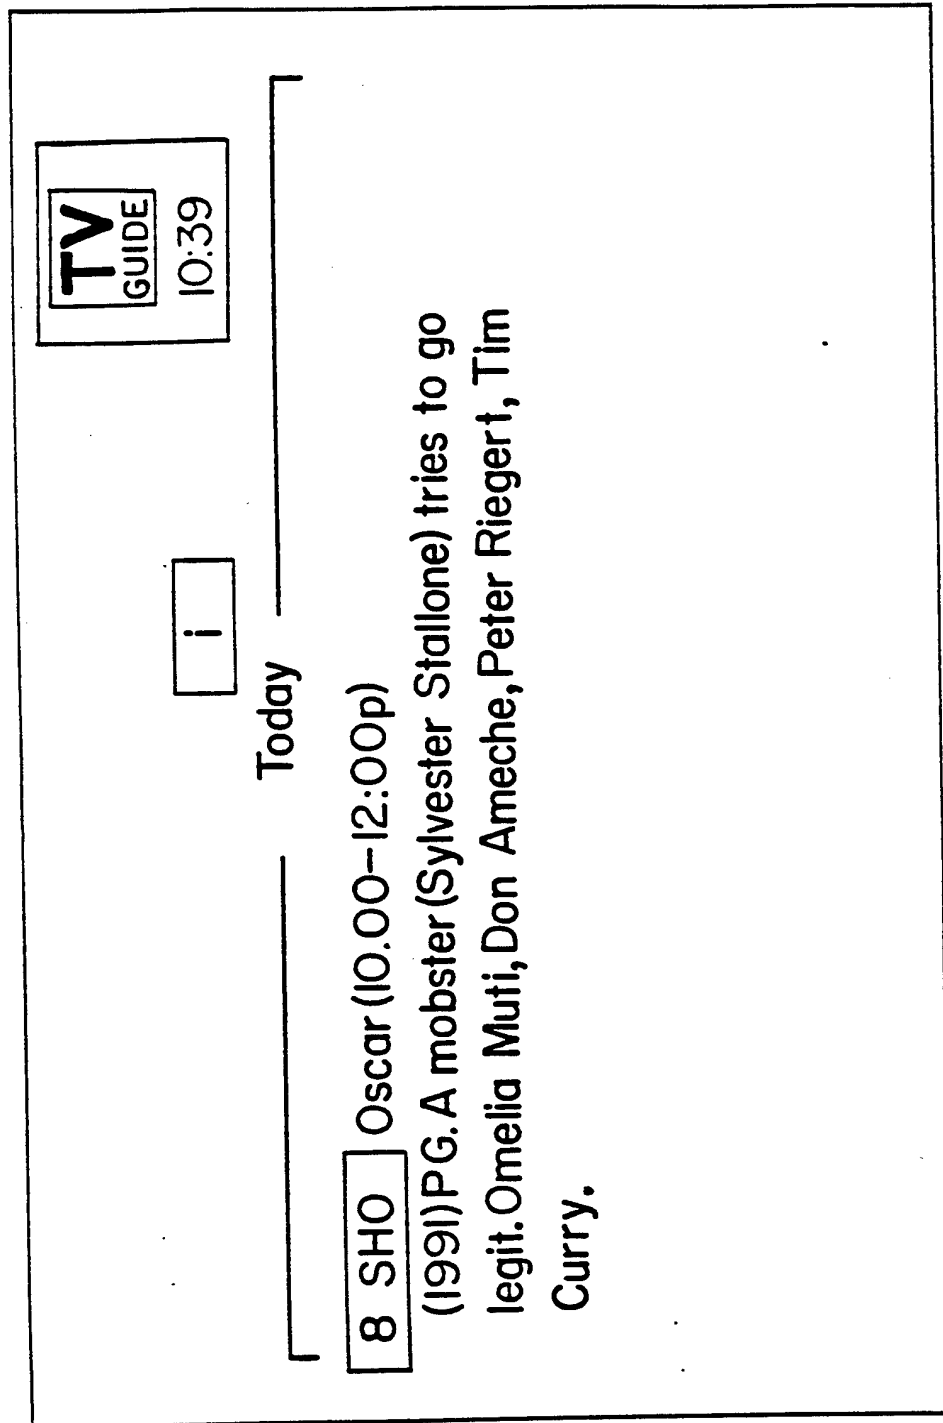 TV
GUIDE
10:39
i
Today
8 SHO Oscar (10.00-12:00p)
(1991) PG. A mobster (Sylvester Stallone) tries to go
legit. Omelia Muti, Don Ameche, Peter Riegert, Tim
Curry.